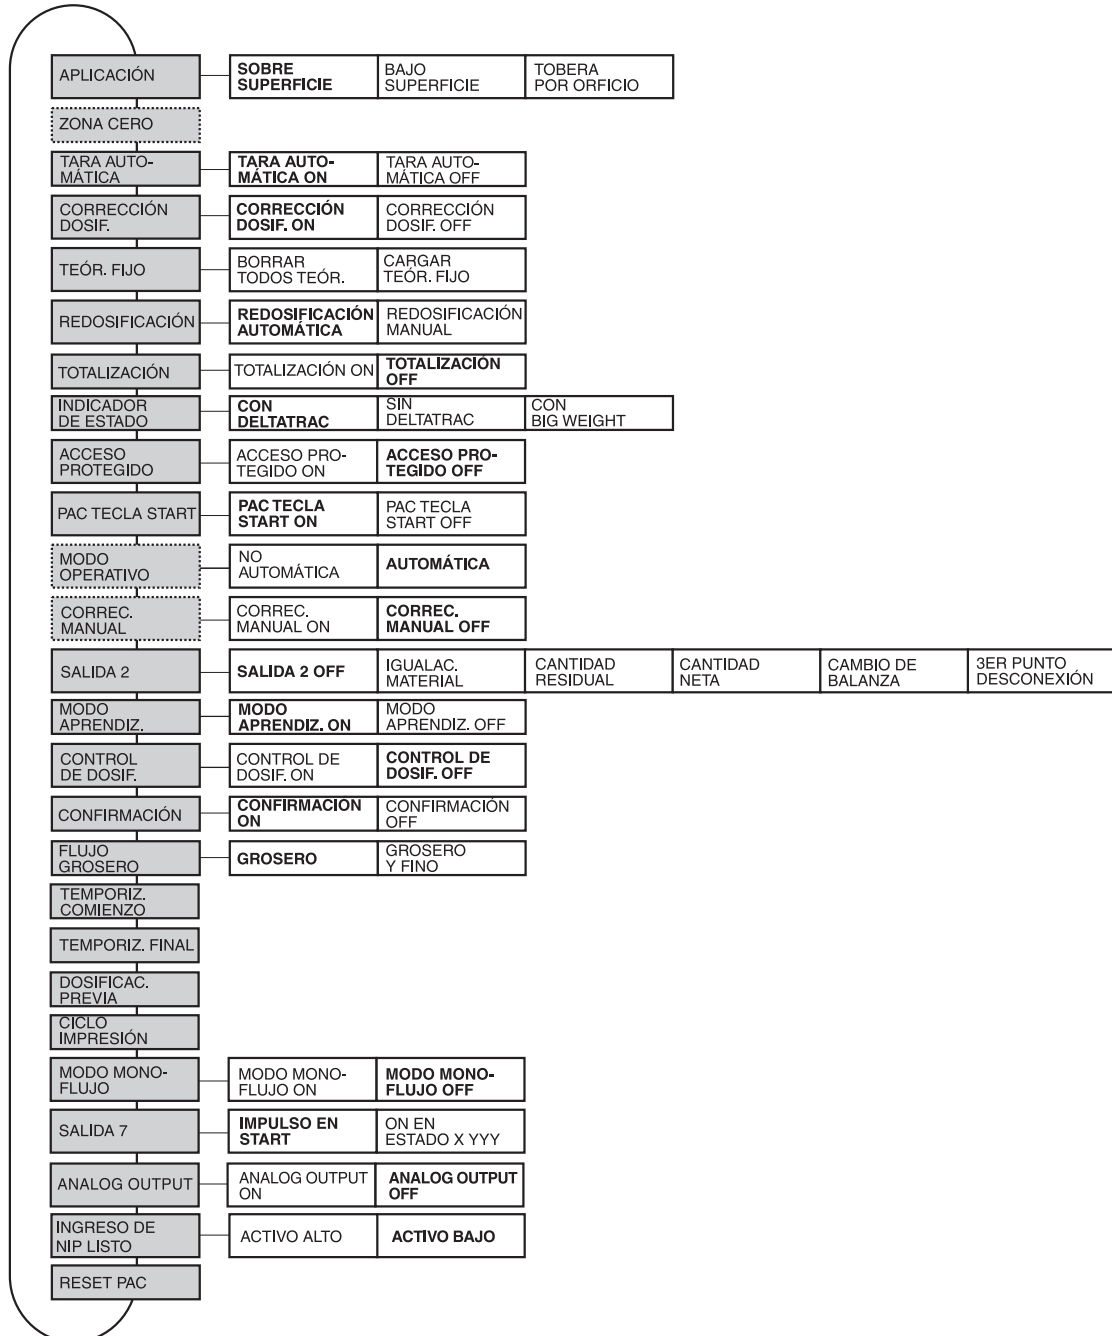 APLICACIÓN
SOBRE
SUPERFICIE
BAJO
SUPERFICIE
TOBERA
POR ORFICIO
ZONA CERO
TARA AUTO-
MÁTICA
TARA AUTO-
MÁTICA ON
TARA AUTO-
MÁTICA OFF
CORRECCIÓN
DOSIF.
CORRECCIÓN
DOSIF. ON
CORRECCIÓN
DOSIF. OFF
TEÓR. FIJO
BORRAR
TODOS TEÓR.
CARGAR
TEÓR. FIJO
REDOSIFICACIÓN
REDOSIFICACIÓN
AUTOMÁTICA
REDOSIFICACIÓN
MANUAL
TOTALIZACIÓN
TOTALIZACIÓN ON
TOTALIZACIÓN
OFF
INDICADOR
DE ESTADO
CON
DELTATRAC
SIN
DELTATRAC
CON
BIG WEIGHT
ACCESO
PROTEGIDO
ACCESO PRO-
TEGIDO ON
ACCESO PRO-
TEGIDO OFF
PAC TECLA START
PAC TECLA
START ON
PAC TECLA
START OFF
MODO
OPERATIVO
NO
AUTOMÁTICA
AUTOMÁTICA
CORREC.
MANUAL
CORREC.
MANUAL ON
CORREC.
MANUAL OFF
SALIDA 2
SALIDA 2 OFF
IGUALAC.
MATERIAL
CANTIDAD
RESIDUAL
CANTIDAD
NETA
CAMBIO DE
BALANZA
3ER PUNTO
DESCONEXIÓN
MODO
APRENDIZ.
MODO
APRENDIZ. ON
MODO
APRENDIZ. OFF
CONTROL
DE DOSIF.
CONTROL DE
DOSIF. ON
CONTROL DE
DOSIF. OFF
CONFIRMACIÓN
CONFIRMACIÓN
ON
CONFIRMACIÓN
OFF
FLUJO
GROSERO
GROSERO
GROSERO
Y FINO
TEMPORIZ.
COMIENZO
TEMPORIZ. FINAL
DOSIFICAC.
PREVIA
CICLO
IMPRESIÓN
MODO MONO-
FLUJO
MODO MONO-
FLUJO ON
MODO MONO-
FLUJO OFF
SALIDA 7
IMPULSO EN
START
ON EN
ESTADO X YYY
ANALOG OUTPUT
ANALOG OUTPUT
ON
ANALOG OUTPUT
OFF
INGRESO DE
NIP LISTO
ACTIVO ALTO
ACTIVO BAJO
RESET PAC